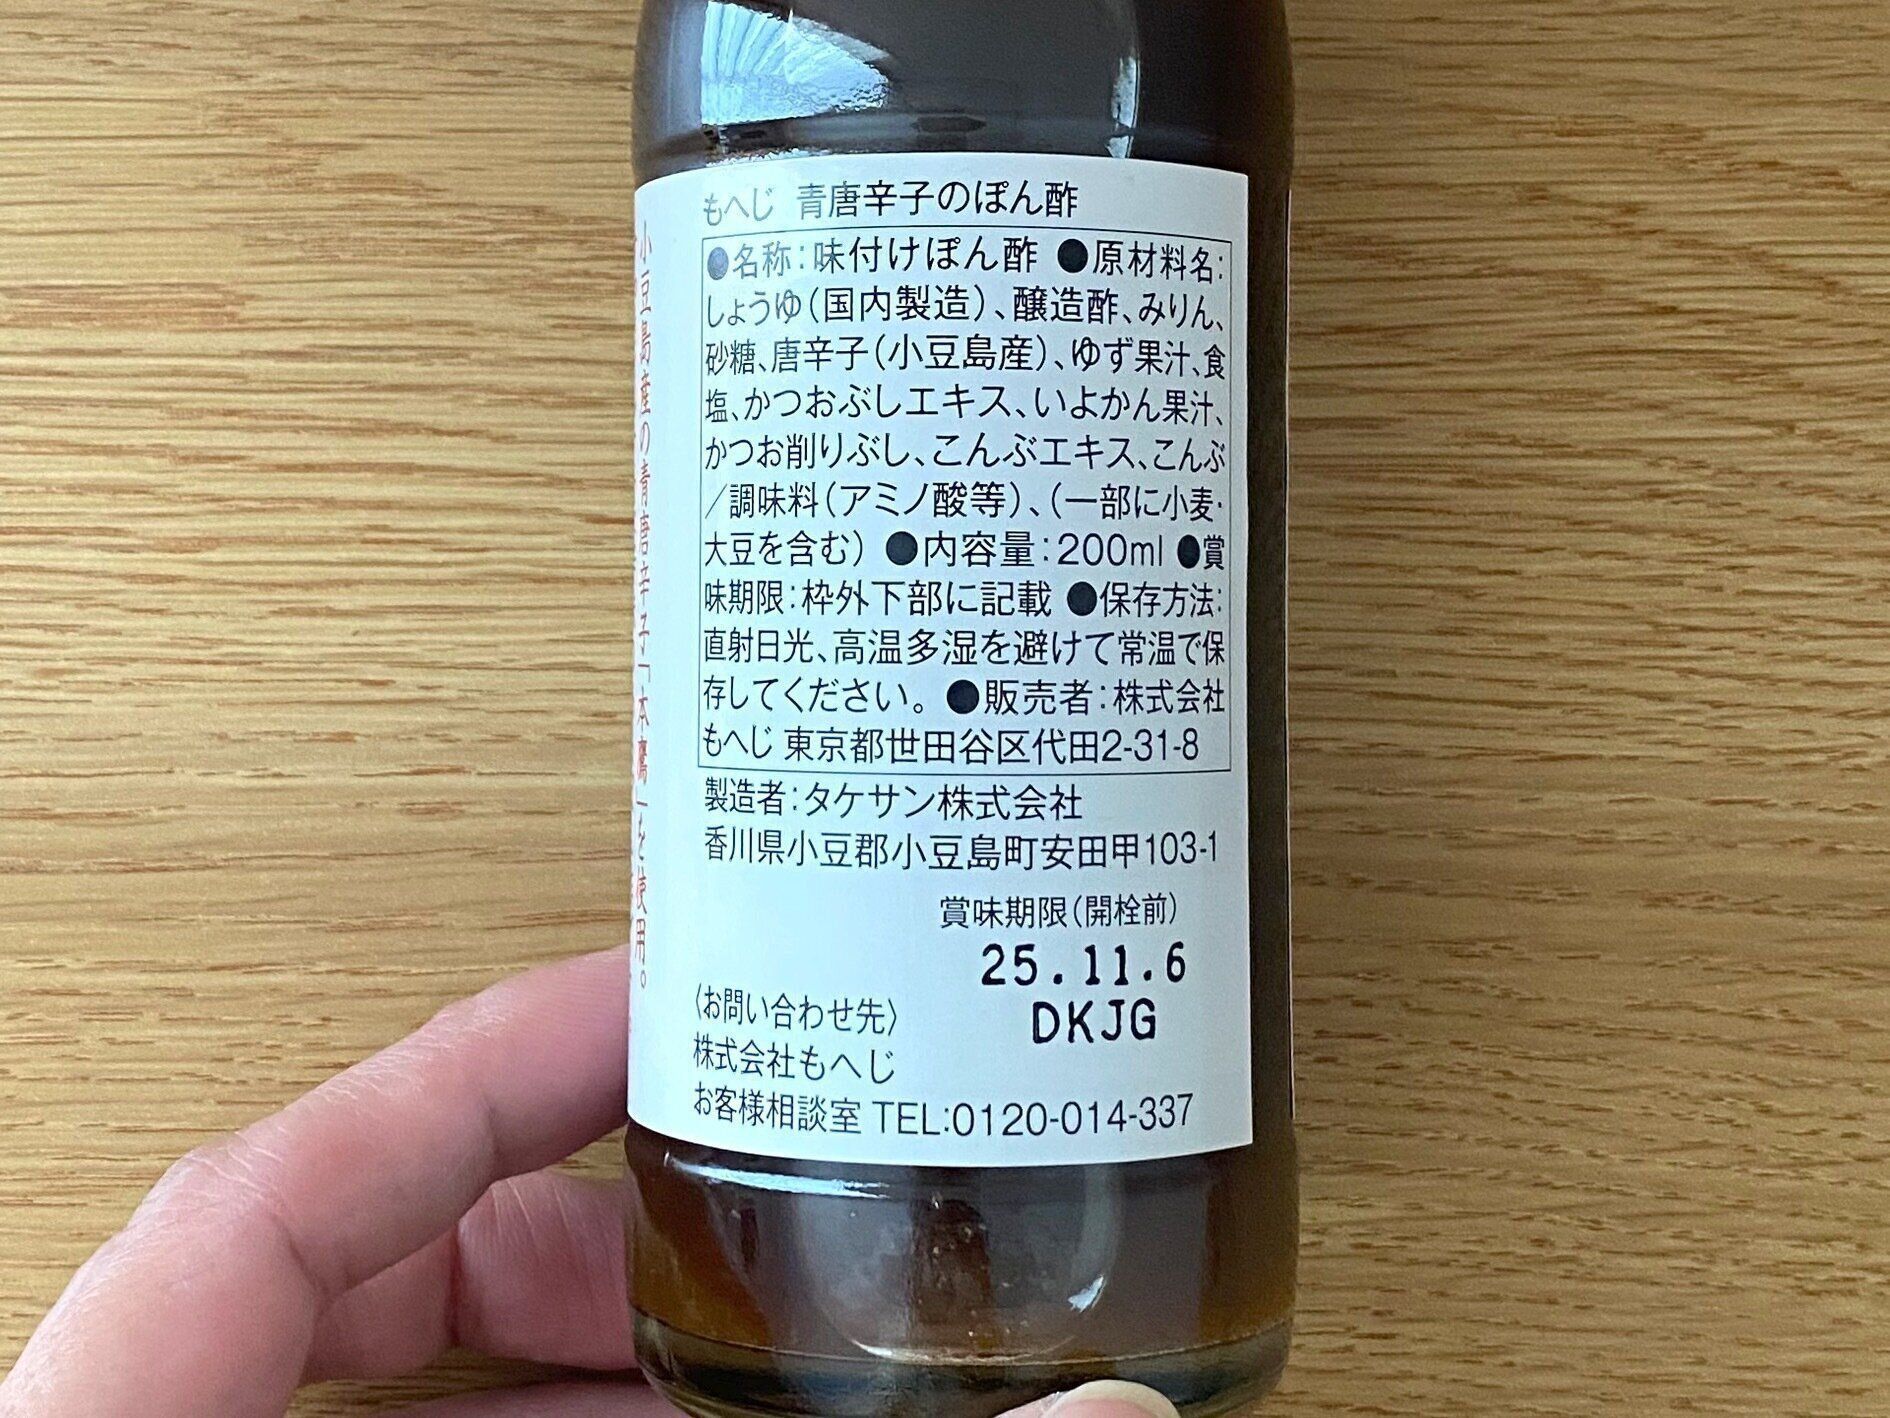 もへじ 青唐辛子のぽん酢
●名称:味付けぽん酢 ●原材料名:
しょうゆ(国内製造)、醸造酢、みりん、
砂糖、唐辛子(小豆島産)、ゆず果汁、食
塩、かつおぶしエキス、いよかん果汁、
かつお削りぶし、こんぶエキス、こんぶ
/調味料(アミノ酸等)、(一部に小麦・
大豆を含む) ●内容量:200ml ●賞
味期限:枠外下部に記載 ●保存方法:
直射日光、高温多湿を避けて常温で保
存してください。 ●販売者:株式会社
もへじ 東京都世田谷区代田2-31-8
製造者:タケサン株式会社
香川県小豆郡小豆島町安田甲103-1
賞味期限(開栓前)
25.11.6
DKJG
〈お問い合わせ先〉
株式会社もへじ
お客様相談室 TEL:0120-014-337
小豆島産の青唐辛子「本鷹」を使用。